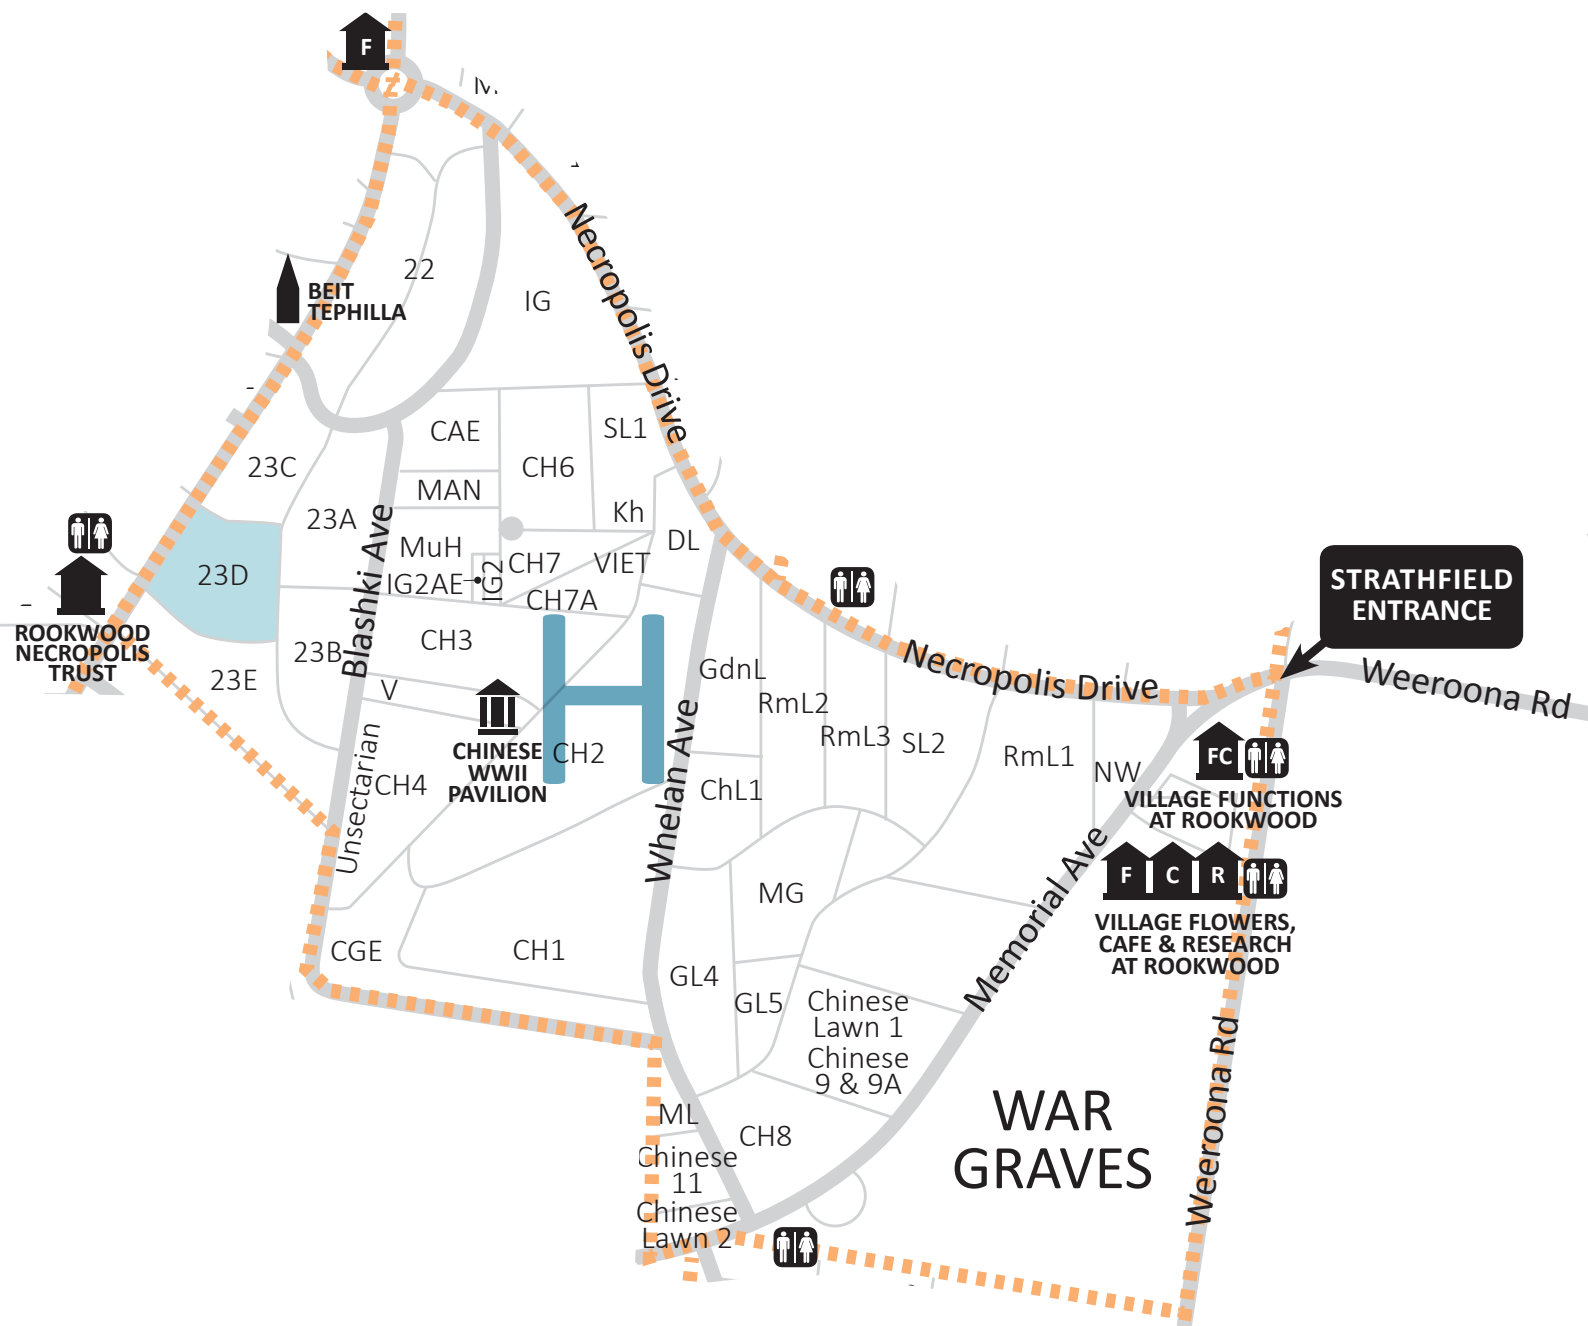 F
22
BEIT
TEPHILLA
IG
Necropolis Drive
CAE
SL1
23C
CH6
MAN
Kh
23A
Blashki Ave
MuH
DL
CH7
VIET
IG2AE
IG2
23D
CH7A
STRATHFIELD
ENTRANCE
ROOKWOOD
NECROPOLIS
TRUST
23B
CH3
23E
V
H
GdnL
Necropolis Drive
Weeroona Rd
RmL2
RmL3
SL2
RmL1
NW
CHINESE
WWII
PAVILION
CH2
Unsectarian
CH4
Whelan Ave
ChL1
FC
VILLAGE FUNCTIONS
AT ROOKWOOD
Memorial Ave
F C R
VILLAGE FLOWERS,
CAFE & RESEARCH
AT ROOKWOOD
MG
CGE
CH1
GL4
GL5
Chinese
Lawn 1
Chinese
9 & 9A
Weeroona Rd
WAR
GRAVES
ML
CH8
Chinese
11
Chinese
Lawn 2